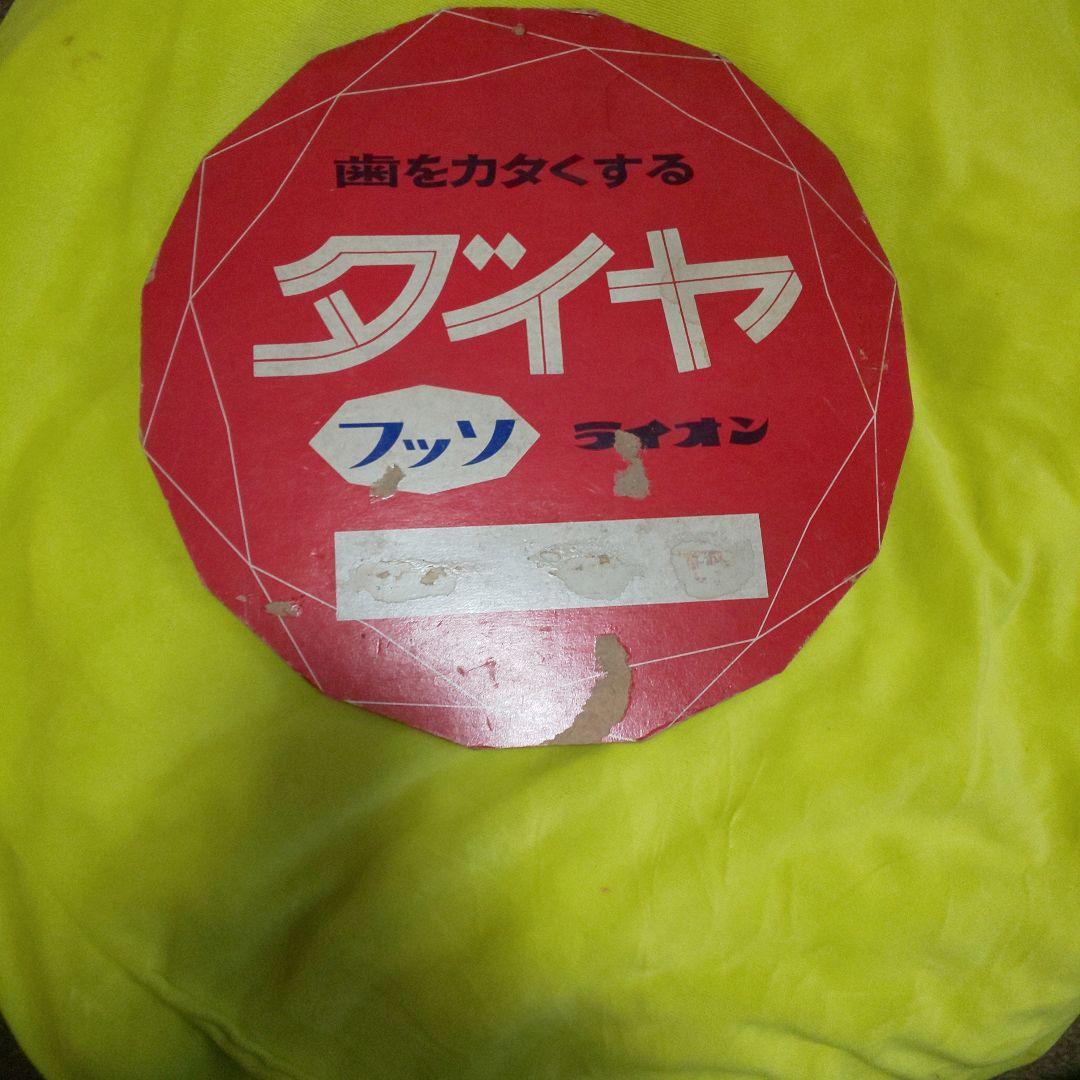 歯をカタくする
ダイヤ
フッソ ライオン